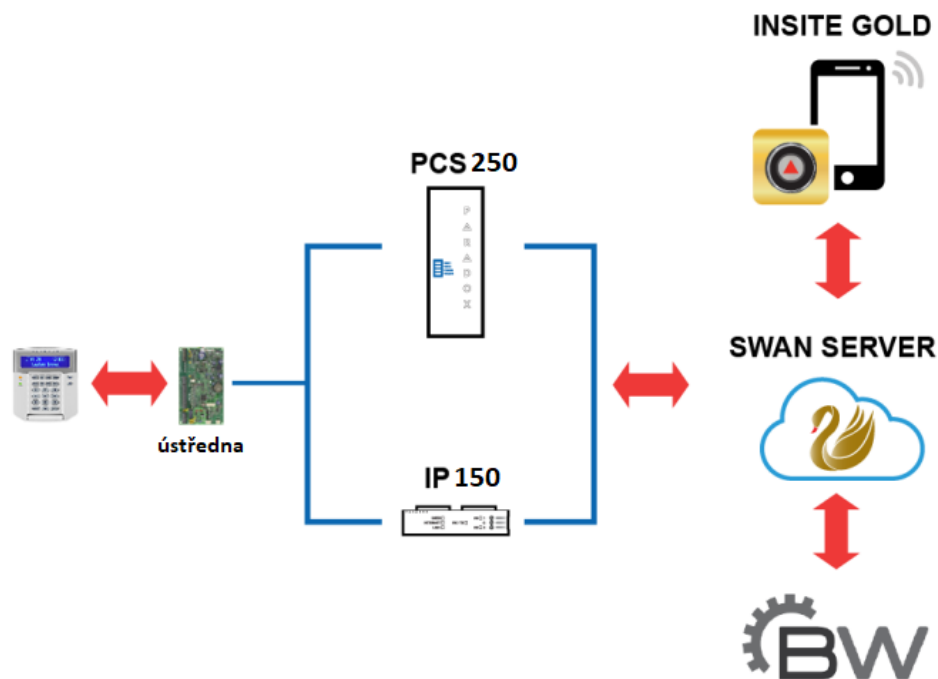 INSITE GOLD
PCS 250
PARADOX
SWAN SERVER
ústředna
IP 150
BW